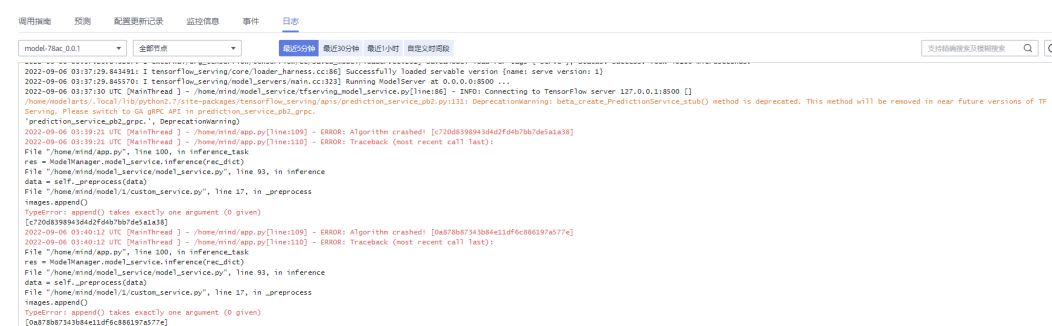 调用指南 预测 配置更新记录 监控信息 事件 日志
model-78ac_0.0.1 全部节点 最近5分钟 最近30分钟 最近1小时 自定义时间段 支持精确搜索及模糊搜索
2022-09-06 03:37:29.843491: I tensorflow_serving/core/loader_harness.cc:86] Successfully loaded servable version {name: serve version: 1}
2022-09-06 03:37:29.845570: I tensorflow_serving/model_servers/main.cc:323] Running ModelServer at 0.0.0.0:8500 ...
2022-09-06 03:37:30 UTC [MainThread ] - /home/mind/model_service/tfserving_model_service.py[line:86] - INFO: Connecting to TensorFlow server 127.0.0.1:8500 []
/home/modelarts/.local/lib/python2.7/site-packages/tensorflow_serving/apis/prediction_service_pb2.py:131: DeprecationWarning: beta_create_PredictionService_stub() method is deprecated. This method will be removed in near future versions of TF
Serving. Please switch to GA gRPC API in prediction_service_pb2_grpc.
'prediction_service_pb2_grpc.', DeprecationWarning)
2022-09-06 03:39:21 UTC [MainThread ] - /home/mind/app.py[line:109] - ERROR: Algorithm crashed! [c720d8398943d4d2fd4b7bb7de5a1a38]
2022-09-06 03:39:21 UTC [MainThread ] - /home/mind/app.py[line:110] - ERROR: Traceback (most recent call last):
File "/home/mind/app.py", line 100, in inference_task
res = ModelManager.model_service.inference(rec_dict)
File "/home/mind/model_service/model_service.py", line 93, in inference
data = self._preprocess(data)
File "/home/mind/model/1/custom_service.py", line 17, in _preprocess
images.append()
TypeError: append() takes exactly one argument (0 given)
[c720d8398943d4d2fd4b7bb7de5a1a38]
2022-09-06 03:40:12 UTC [MainThread ] - /home/mind/app.py[line:109] - ERROR: Algorithm crashed! [0a878b87343b84e11df6c886197a577e]
2022-09-06 03:40:12 UTC [MainThread ] - /home/mind/app.py[line:110] - ERROR: Traceback (most recent call last):
File "/home/mind/app.py", line 100, in inference_task
res = ModelManager.model_service.inference(rec_dict)
File "/home/mind/model_service/model_service.py", line 93, in inference
data = self._preprocess(data)
File "/home/mind/model/1/custom_service.py", line 17, in _preprocess
images.append()
TypeError: append() takes exactly one argument (0 given)
[0a878b87343b84e11df6c886197a577e]